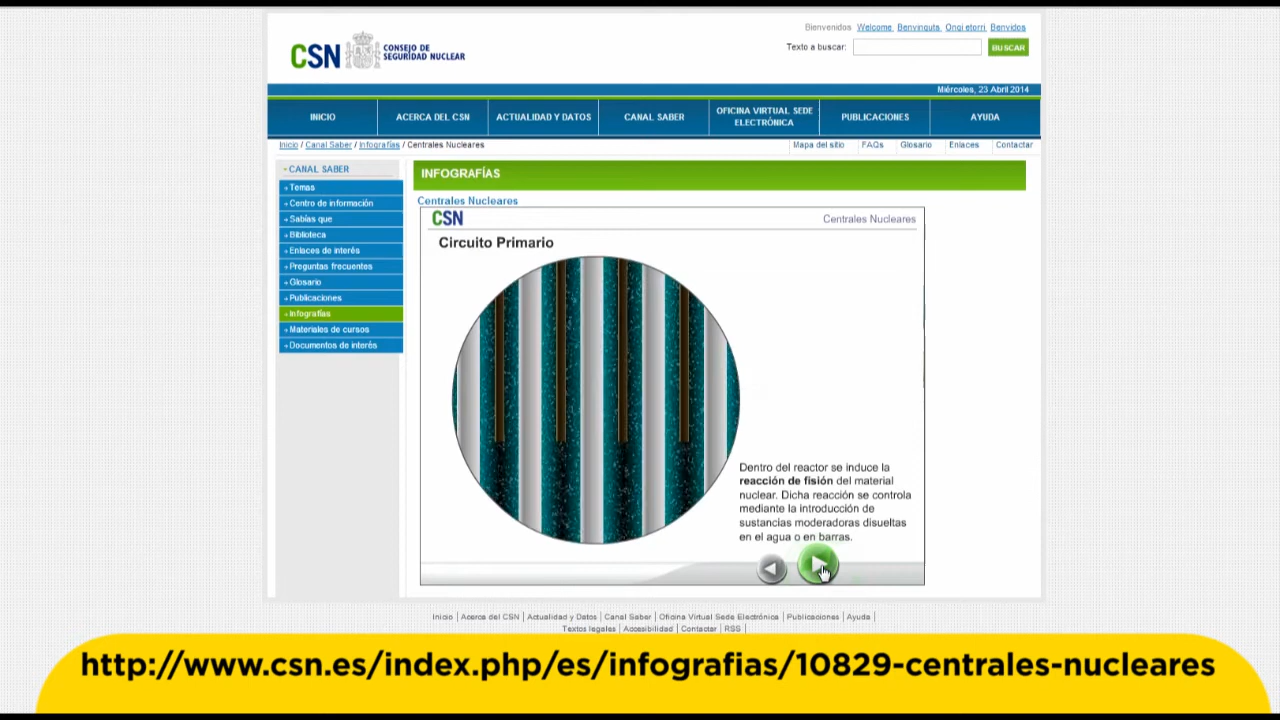 Bienvenidos Welcome Benvinguts Ongi etorri Benvidos
CSN CONSEJO DE
SEGURIDAD NUCLEAR
Texto a buscar: BUSCAR
Miércoles, 23 Abril 2014
INICIO ACERCA DEL CSN ACTUALIDAD Y DATOS CANAL SABER OFICINA VIRTUAL SEDE ELECTRÓNICA PUBLICACIONES AYUDA
Inicio / Canal Saber / Infografías / Centrales Nucleares Mapa del sitio FAQs Glosario Enlaces Contactar
CANAL SABER
Temas
Centro de información
Sabías que
Biblioteca
Enlaces de interés
Preguntas frecuentes
Glosario
Publicaciones
Infografías
Materiales de cursos
Documentos de interés
INFOGRAFÍAS
Centrales Nucleares
CSN Centrales Nucleares
Circuito Primario
Dentro del reactor se induce la
reacción de fisión del material
nuclear. Dicha reacción se controla
mediante la introducción de
sustancias moderadoras disueltas
en el agua o en barras.
Inicio | Acerca del CSN | Actualidad y Datos | Canal Saber | Oficina Virtual Sede Electrónica | Publicaciones | Ayuda |
Textos legales | Accesibilidad | Contactar | RSS |
http://www.csn.es/index.php/es/infografias/10829-centrales-nucleares